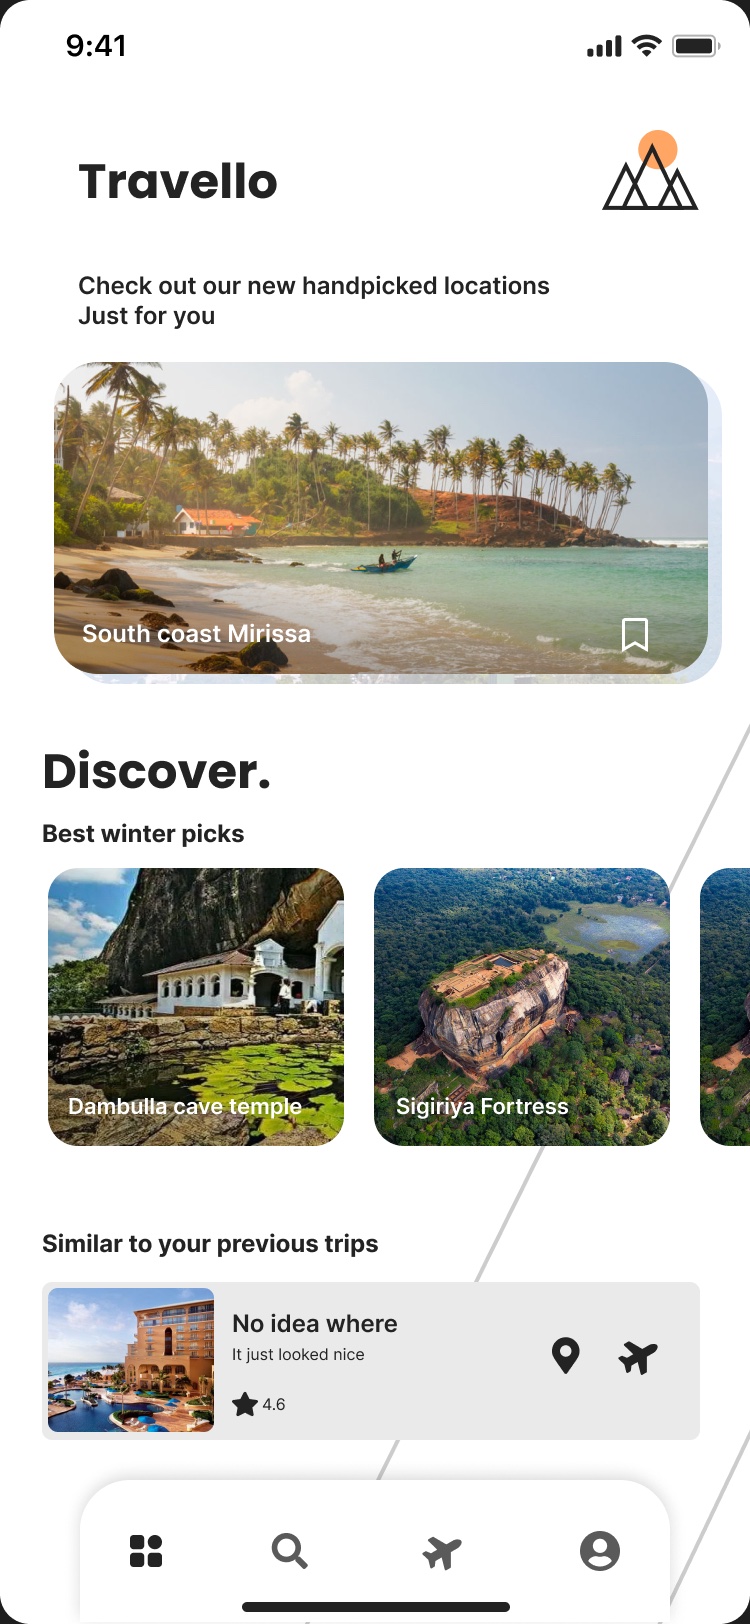 9:41
Travello
Check out our new handpicked locations
Just for you
South coast Mirissa
Discover.
Best winter picks
Dambulla cave temple
Sigiriya Fortress
Similar to your previous trips
No idea where
It just looked nice
4.6